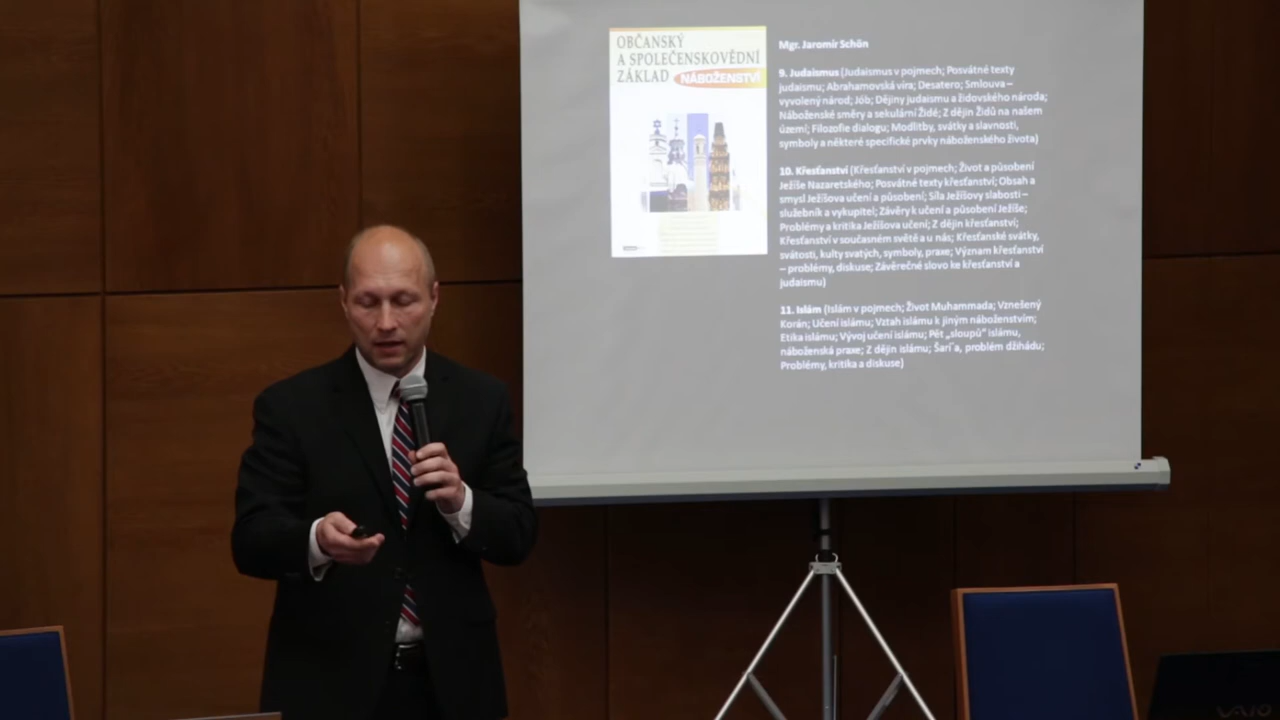 OBČANSKÝ
A SPOLEČENSKOVĚDNÍ
ZÁKLAD
NÁBOŽENSTVÍ
Mgr. Jaromír Schön
9. Judaismus (Judaismus v pojmech; Posvátné texty
judaismu; Abrahamovská víra; Desatero; Smlouva –
vyvolený národ; Jób; Dějiny judaismu a židovského národa;
Náboženské směry a sekulární Židé; Z dějin Židů na našem
území; Filozofie dialogu; Modlitby, svátky a slavnosti,
symboly a některé specifické prvky náboženského života)
10. Křesťanství (Křesťanství v pojmech; Život a působení
Ježíše Nazaretského; Posvátné texty křesťanství; Obsah a
smysl Ježíšova učení a působení; Síla Ježíšovy slabosti –
služebník a vykupitel; Závěry k učení a působení Ježíše;
Problémy a kritika Ježíšova učení; Z dějin křesťanství;
Křesťanství v současném světě a u nás; Křesťanské svátky,
svátosti, kulty svatých, symboly, praxe; Význam křesťanství
– problémy, diskuse; Závěrečné slovo ke křesťanství a
judaismu)
11. Islám (Islám v pojmech; Život Muhammada; Vznešený
Korán; Učení islámu; Vztah islámu k jiným náboženstvím;
Etika islámu; Vývoj učení islámu; Pět „sloupů" islámu,
náboženská praxe; Z dějin islámu; Šarí´a, problém džihádu;
Problémy, kritika a diskuse)
VAIO